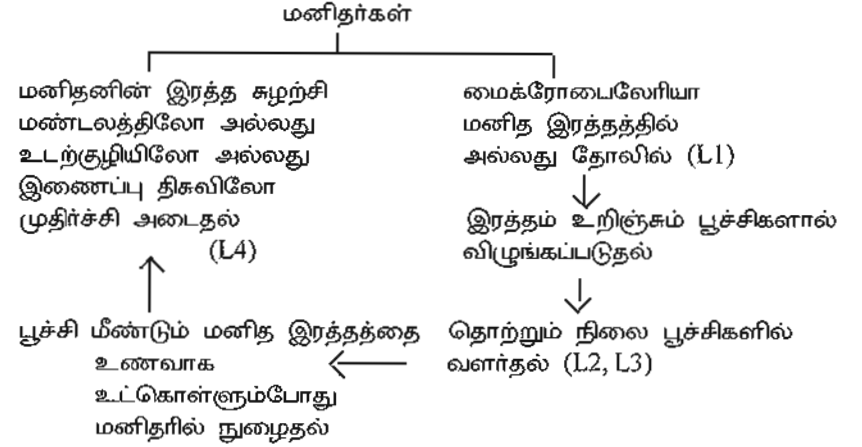 மனிதர்கள்
மனிதனின் இரத்த சுழற்சி
மண்டலத்திலோ அல்லது
உடற்குழியிலோ அல்லது
இணைப்பு திசுவிலோ
முதிர்ச்சி அடைதல்
(L4)
மைக்ரோபைலேரியா
மனித இரத்தத்தில்
அல்லது தோலில் (L1)
இரத்தம் உறிஞ்சும் பூச்சிகளால்
விழுங்கப்படுதல்
தொற்றும் நிலை பூச்சிகளில்
வளர்தல் (L2, L3)
பூச்சி மீண்டும் மனித இரத்தத்தை
உணவாக
உட்கொள்ளும்போது
மனிதரில் நுழைதல்